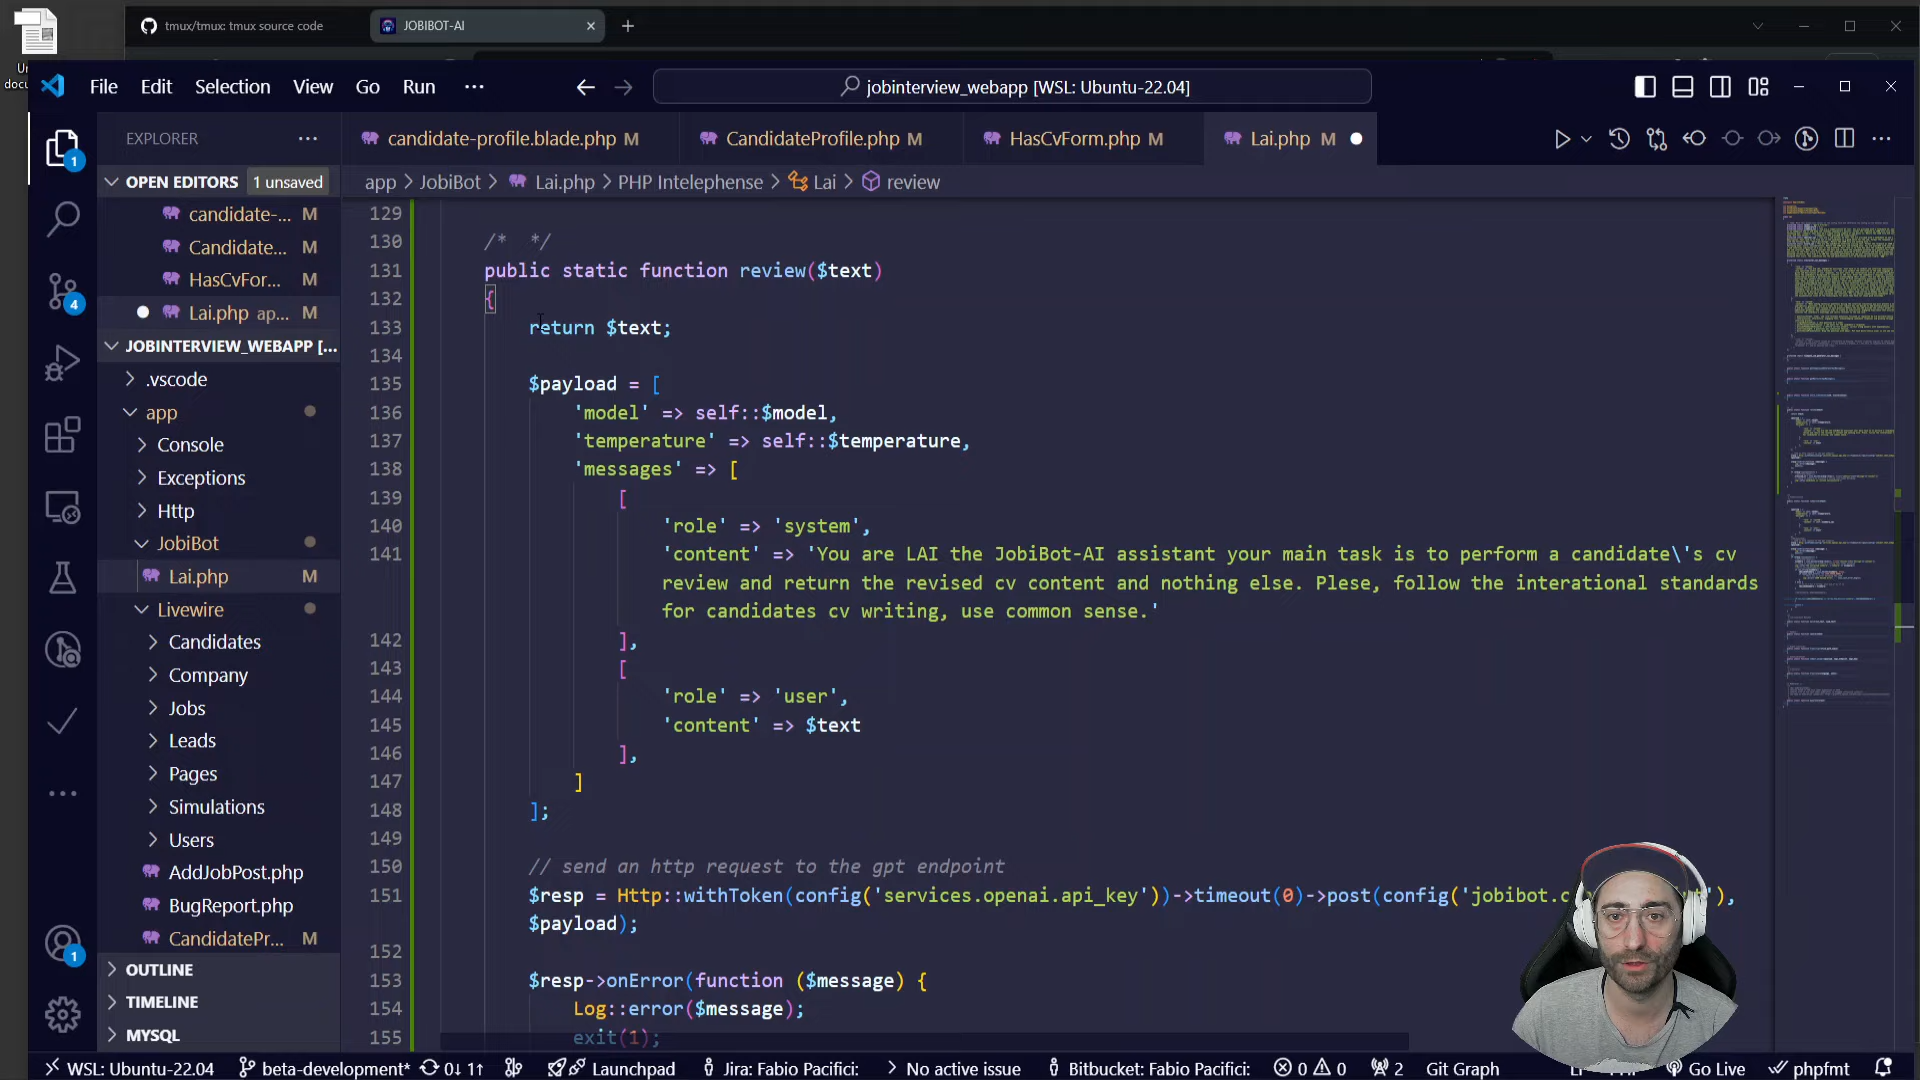 tmux/tmux: tmux source code
JOBIBOT-AI
File Edit Selection View Go Run ···
jobinterview_webapp [WSL: Ubuntu-22.04]
EXPLORER
candidate-profile.blade.php M
CandidateProfile.php M
HasCvForm.php M
Lai.php M
OPEN EDITORS 1 unsaved
app > JobiBot > Lai.php > PHP Intelephense > Lai > review
candidate-... M
Candidate... M
HasCvFor... M
Lai.php ap... M
JOBINTERVIEW_WEBAPP [...
.vscode
app
Console
Exceptions
Http
JobiBot
Lai.php M
Livewire
Candidates
Company
Jobs
Leads
Pages
Simulations
Users
AddJobPost.php
BugReport.php
CandidatePr... M
OUTLINE
TIMELINE
MYSQL
1
4
1
129
130 /*  */
131 public static function review($text)
132 {
133 return $text;
134
135 $payload = [
136 'model' => self::$model,
137 'temperature' => self::$temperature,
138 'messages' => [
139 [
140 'role' => 'system',
141 'content' => 'You are LAI the JobiBot-AI assistant your main task is to perform a candidate\'s cv
review and return the revised cv content and nothing else. Plese, follow the interational standards
for candidates cv writing, use common sense.'
142 ],
143 [
144 'role' => 'user',
145 'content' => $text
146 ],
147 ]
148 ];
149
150 // send an http request to the gpt endpoint
151 $resp = Http::withToken(config('services.openai.api_key'))->timeout(0)->post(config('jobibot.c
'),
$payload);
152
153 $resp->onError(function ($message) {
154 Log::error($message);
155 exit(1);
WSL: Ubuntu-22.04 beta-development* 0↓ 1↑ Launchpad Jira: Fabio Pacifici: No active issue Bitbucket: Fabio Pacifici: 0 0 2 Git Graph Go Live phpfmt